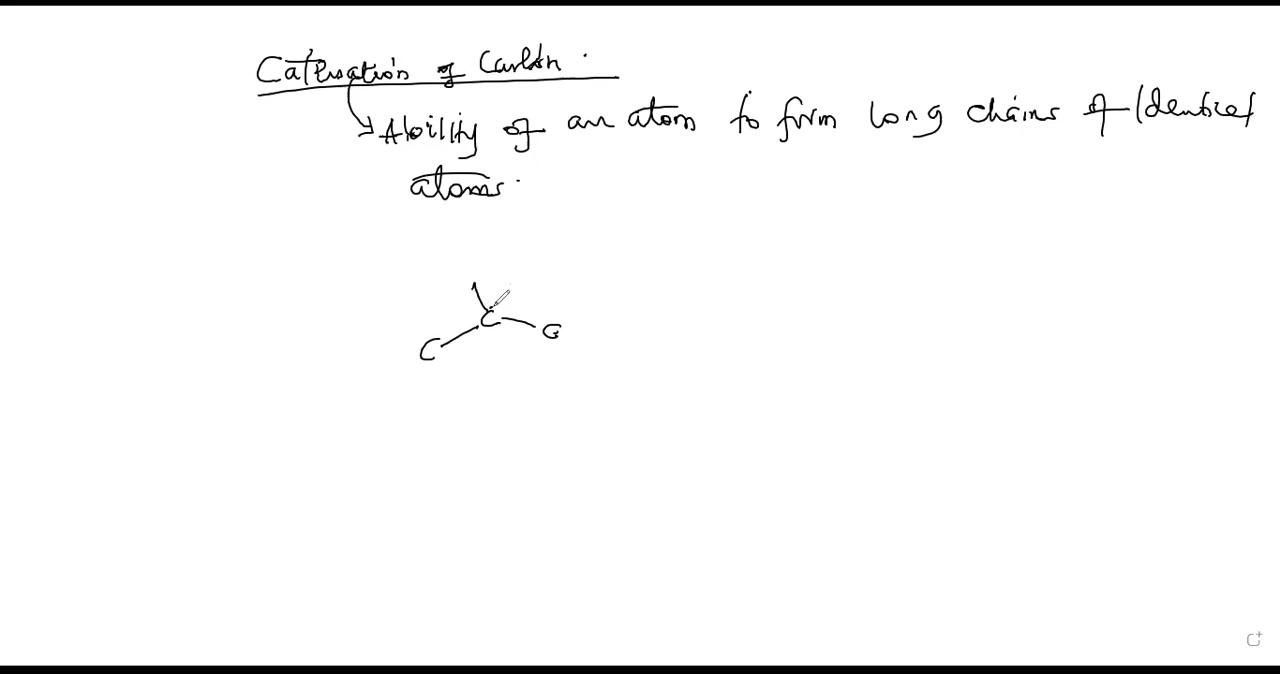 Catenation of Carbon.
Ability of an atom to form long chains of Identical
atoms.
C
C C